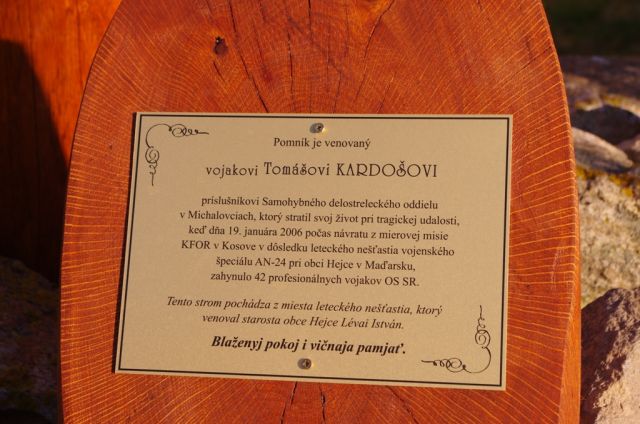 Pomník je venovaný
vojakovi Tomášovi KARDOŠOVI
príslušníkovi Samohybného delostreleckého oddielu
v Michalovciach, ktorý stratil svoj život pri tragickej udalosti,
keď dňa 19. januára 2006 počas návratu z mierovej misie
KFOR v Kosove v dôsledku leteckého nešťastia vojenského
špeciálu AN-24 pri obci Hejce v Maďarsku,
zahynulo 42 profesionálnych vojakov OS SR.
Tento strom pochádza z miesta leteckého nešťastia, ktorý
venoval starosta obce Hejce Lévai István.
Blaženyj pokoj i vičnaja pamjať.